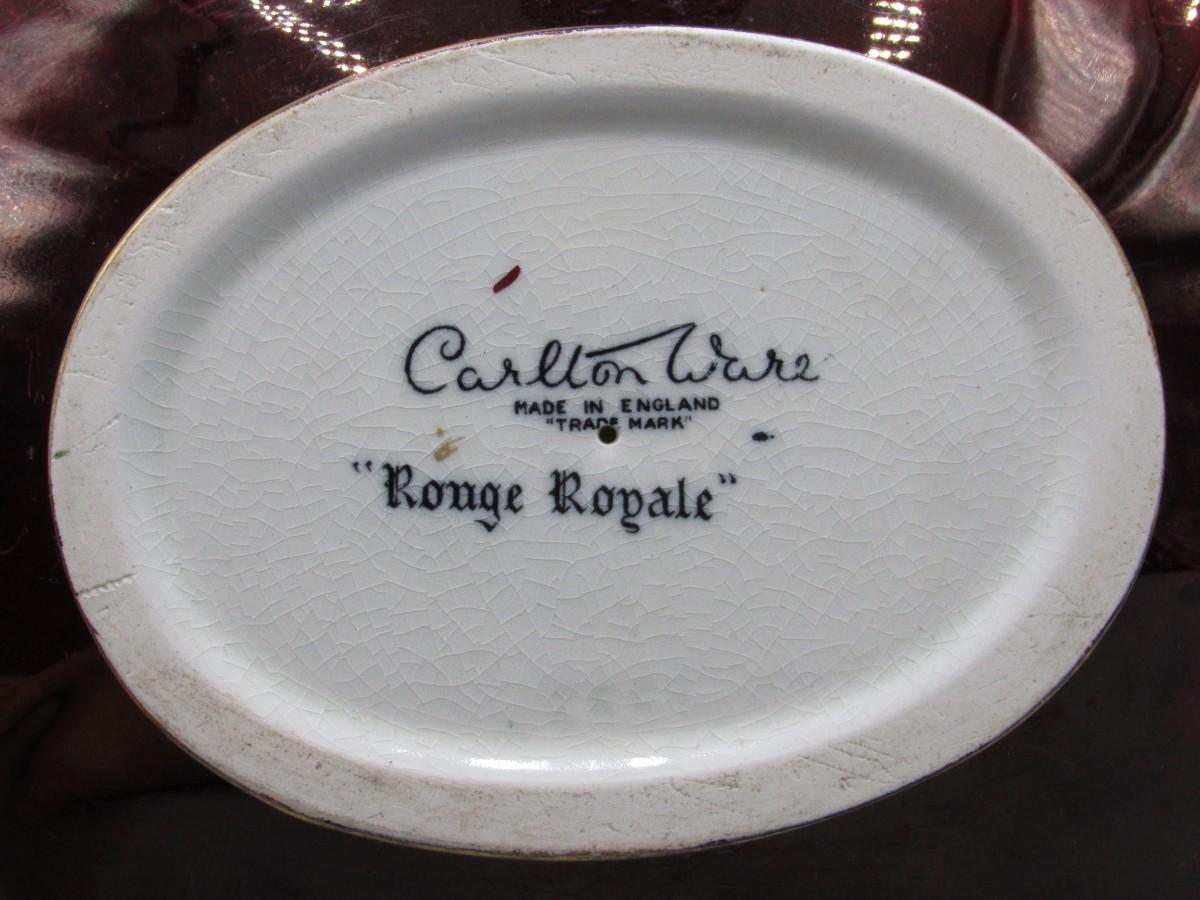 Carlton Ware
MADE IN ENGLAND
"TRADE MARK"
"Rouge Royale"